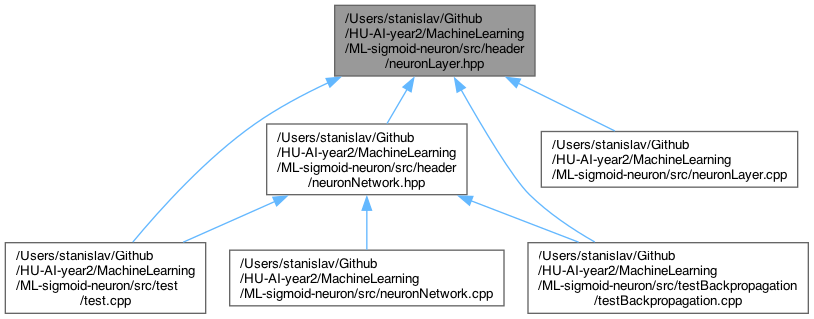 /Users/stanislav/Github
/HU-AI-year2/MachineLearning
/ML-sigmoid-neuron/src/header
/neuronLayer.hpp
/Users/stanislav/Github
/HU-AI-year2/MachineLearning
/ML-sigmoid-neuron/src/header
/neuronNetwork.hpp
/Users/stanislav/Github
/HU-AI-year2/MachineLearning
/ML-sigmoid-neuron/src/neuronLayer.cpp
/Users/stanislav/Github
/HU-AI-year2/MachineLearning
/ML-sigmoid-neuron/src/test
/test.cpp
/Users/stanislav/Github
/HU-AI-year2/MachineLearning
/ML-sigmoid-neuron/src/neuronNetwork.cpp
/Users/stanislav/Github
/HU-AI-year2/MachineLearning
/ML-sigmoid-neuron/src/testBackpropagation
/testBackpropagation.cpp